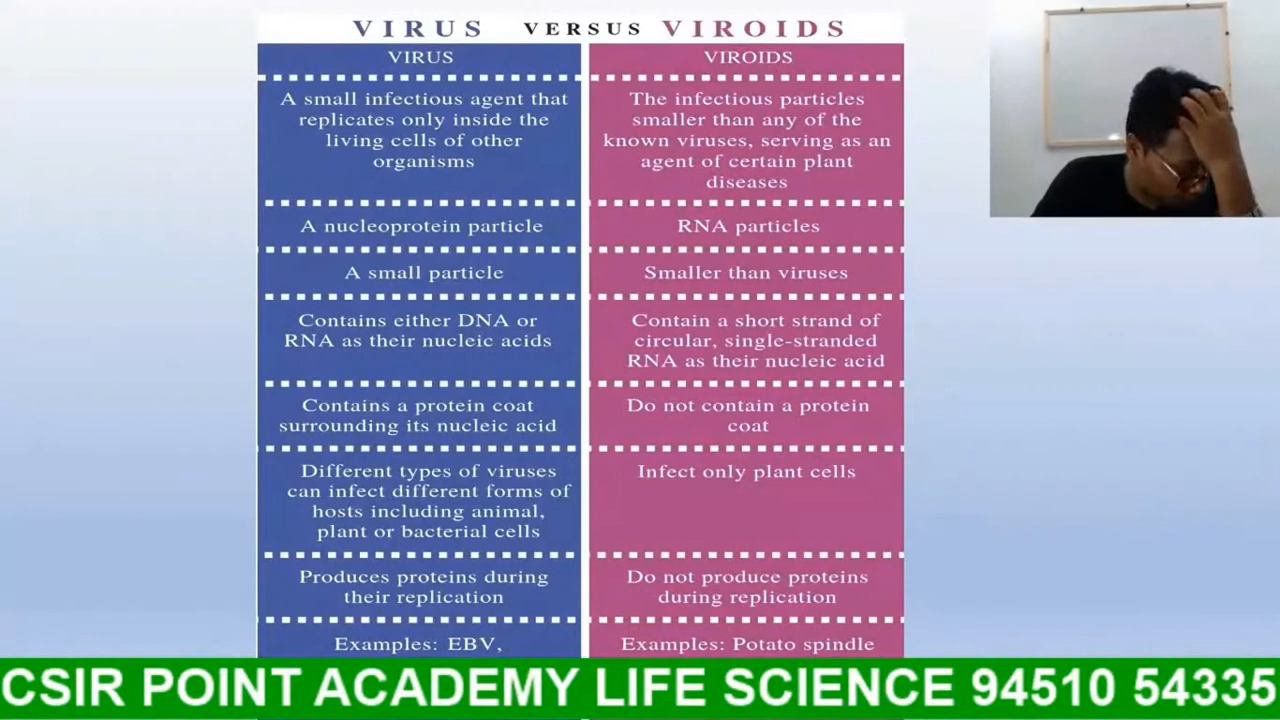 VIRUS VERSUS VIROIDS
VIRUS
A small infectious agent that
replicates only inside the
living cells of other
organisms
A nucleoprotein particle
A small particle
Contains either DNA or
RNA as their nucleic acids
Contains a protein coat
surrounding its nucleic acid
Different types of viruses
can infect different forms of
hosts including animal,
plant or bacterial cells
Produces proteins during
their replication
Examples: EBV,
VIROIDS
The infectious particles
smaller than any of the
known viruses, serving as an
agent of certain plant
diseases
RNA particles
Smaller than viruses
Contain a short strand of
circular, single-stranded
RNA as their nucleic acid
Do not contain a protein
coat
Infect only plant cells
Do not produce proteins
during replication
Examples: Potato spindle
CSIR POINT ACADEMY LIFE SCIENCE 94510 54335